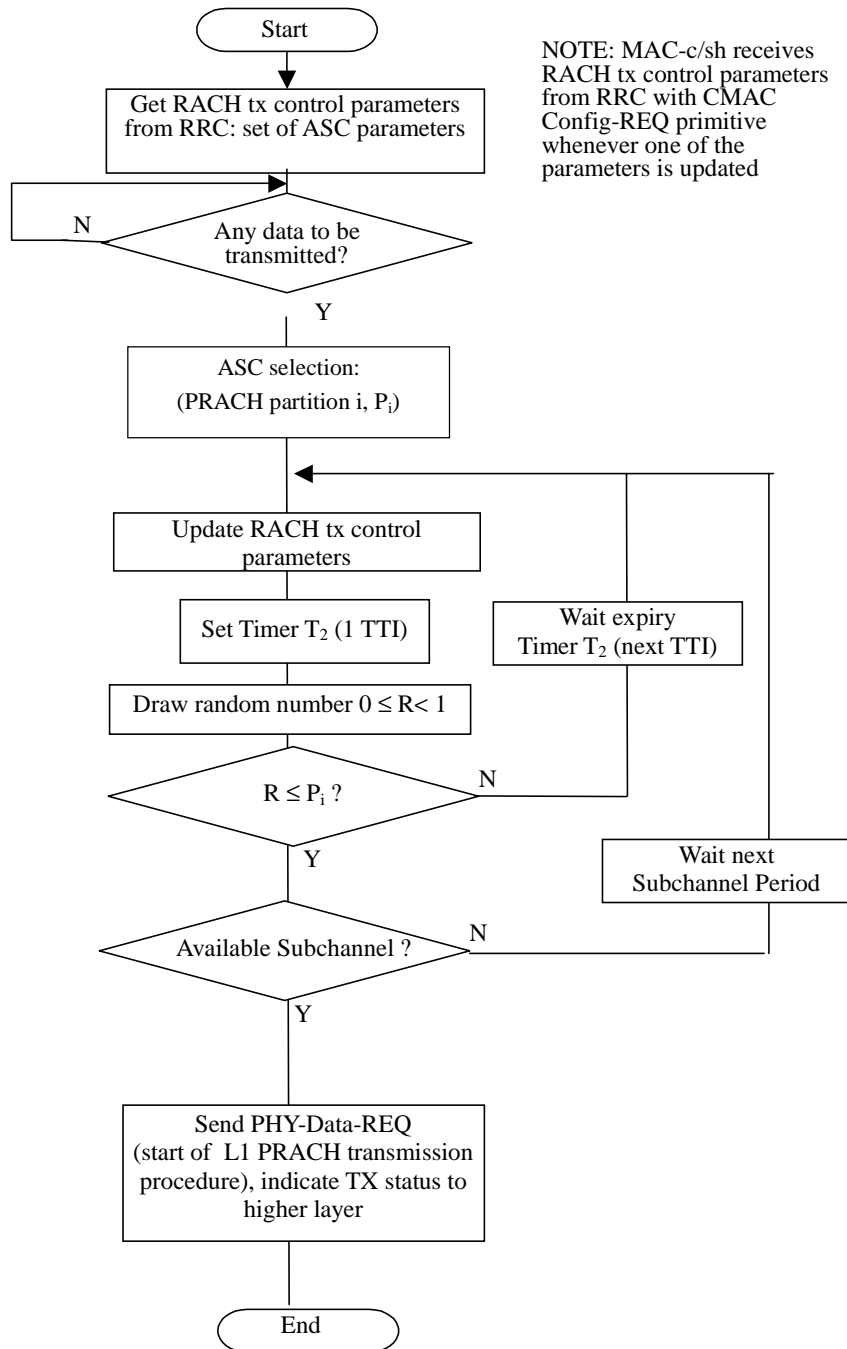 Start
NOTE: MAC-c/sh receives
RACH tx control parameters
from RRC with CMAC
Config-REQ primitive
whenever one of the
parameters is updated
Get RACH tx control parameters
from RRC: set of ASC parameters
N
Any data to be
transmitted?
Y
ASC selection:
(PRACH partition i, Pᵢ)
Update RACH tx control
parameters
Set Timer T₂ (1 TTI)
Wait expiry
Timer T₂ (next TTI)
Draw random number 0 ≤ R< 1
R ≤ Pᵢ ?
N
Y
Wait next
Subchannel Period
Available Subchannel ?
N
Y
Send PHY-Data-REQ
(start of L1 PRACH transmission
procedure), indicate TX status to
higher layer
End